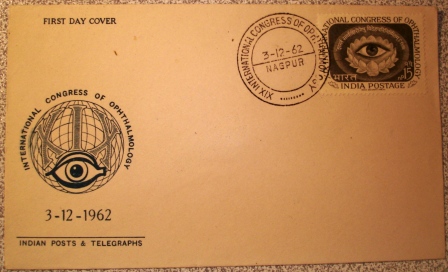 FIRST DAY COVER
XIX INTERNATIONAL CONGRESS OF OPHTHALMOLOGY
3-12-62
NAGPUR
INTERNATIONAL CONGRESS OF OPHTHALMOLOGY
भारत
INDIA POSTAGE
INTERNATIONAL CONGRESS OF OPHTHALMOLOGY
3-12-1962
INDIAN POSTS & TELEGRAPHS